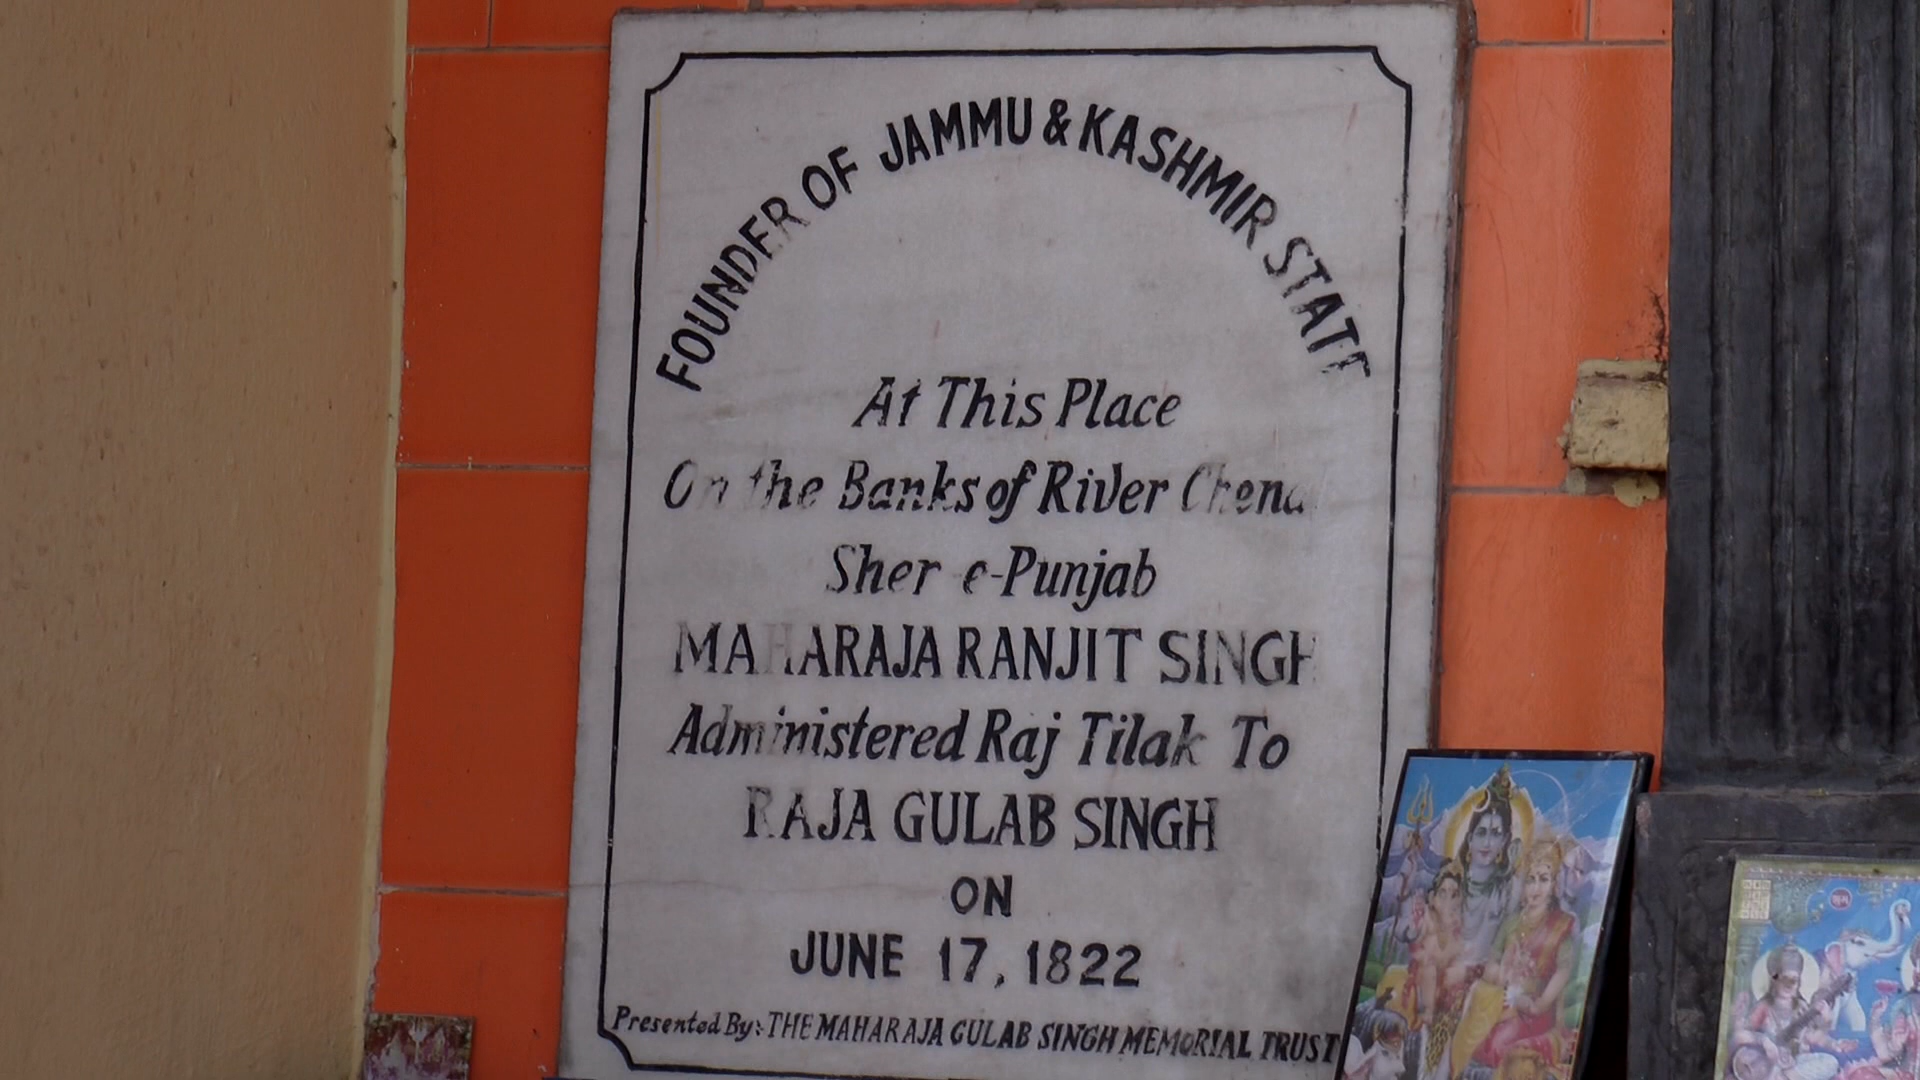 FOUNDER OF JAMMU & KASHMIR STATE
At This Place
On the Banks of River Chenab
Sher-e-Punjab
MAHARAJA RANJIT SINGH
Administered Raj Tilak To
RAJA GULAB SINGH
ON
JUNE 17, 1822
Presented By:- THE MAHARAJA GULAB SINGH MEMORIAL TRUST